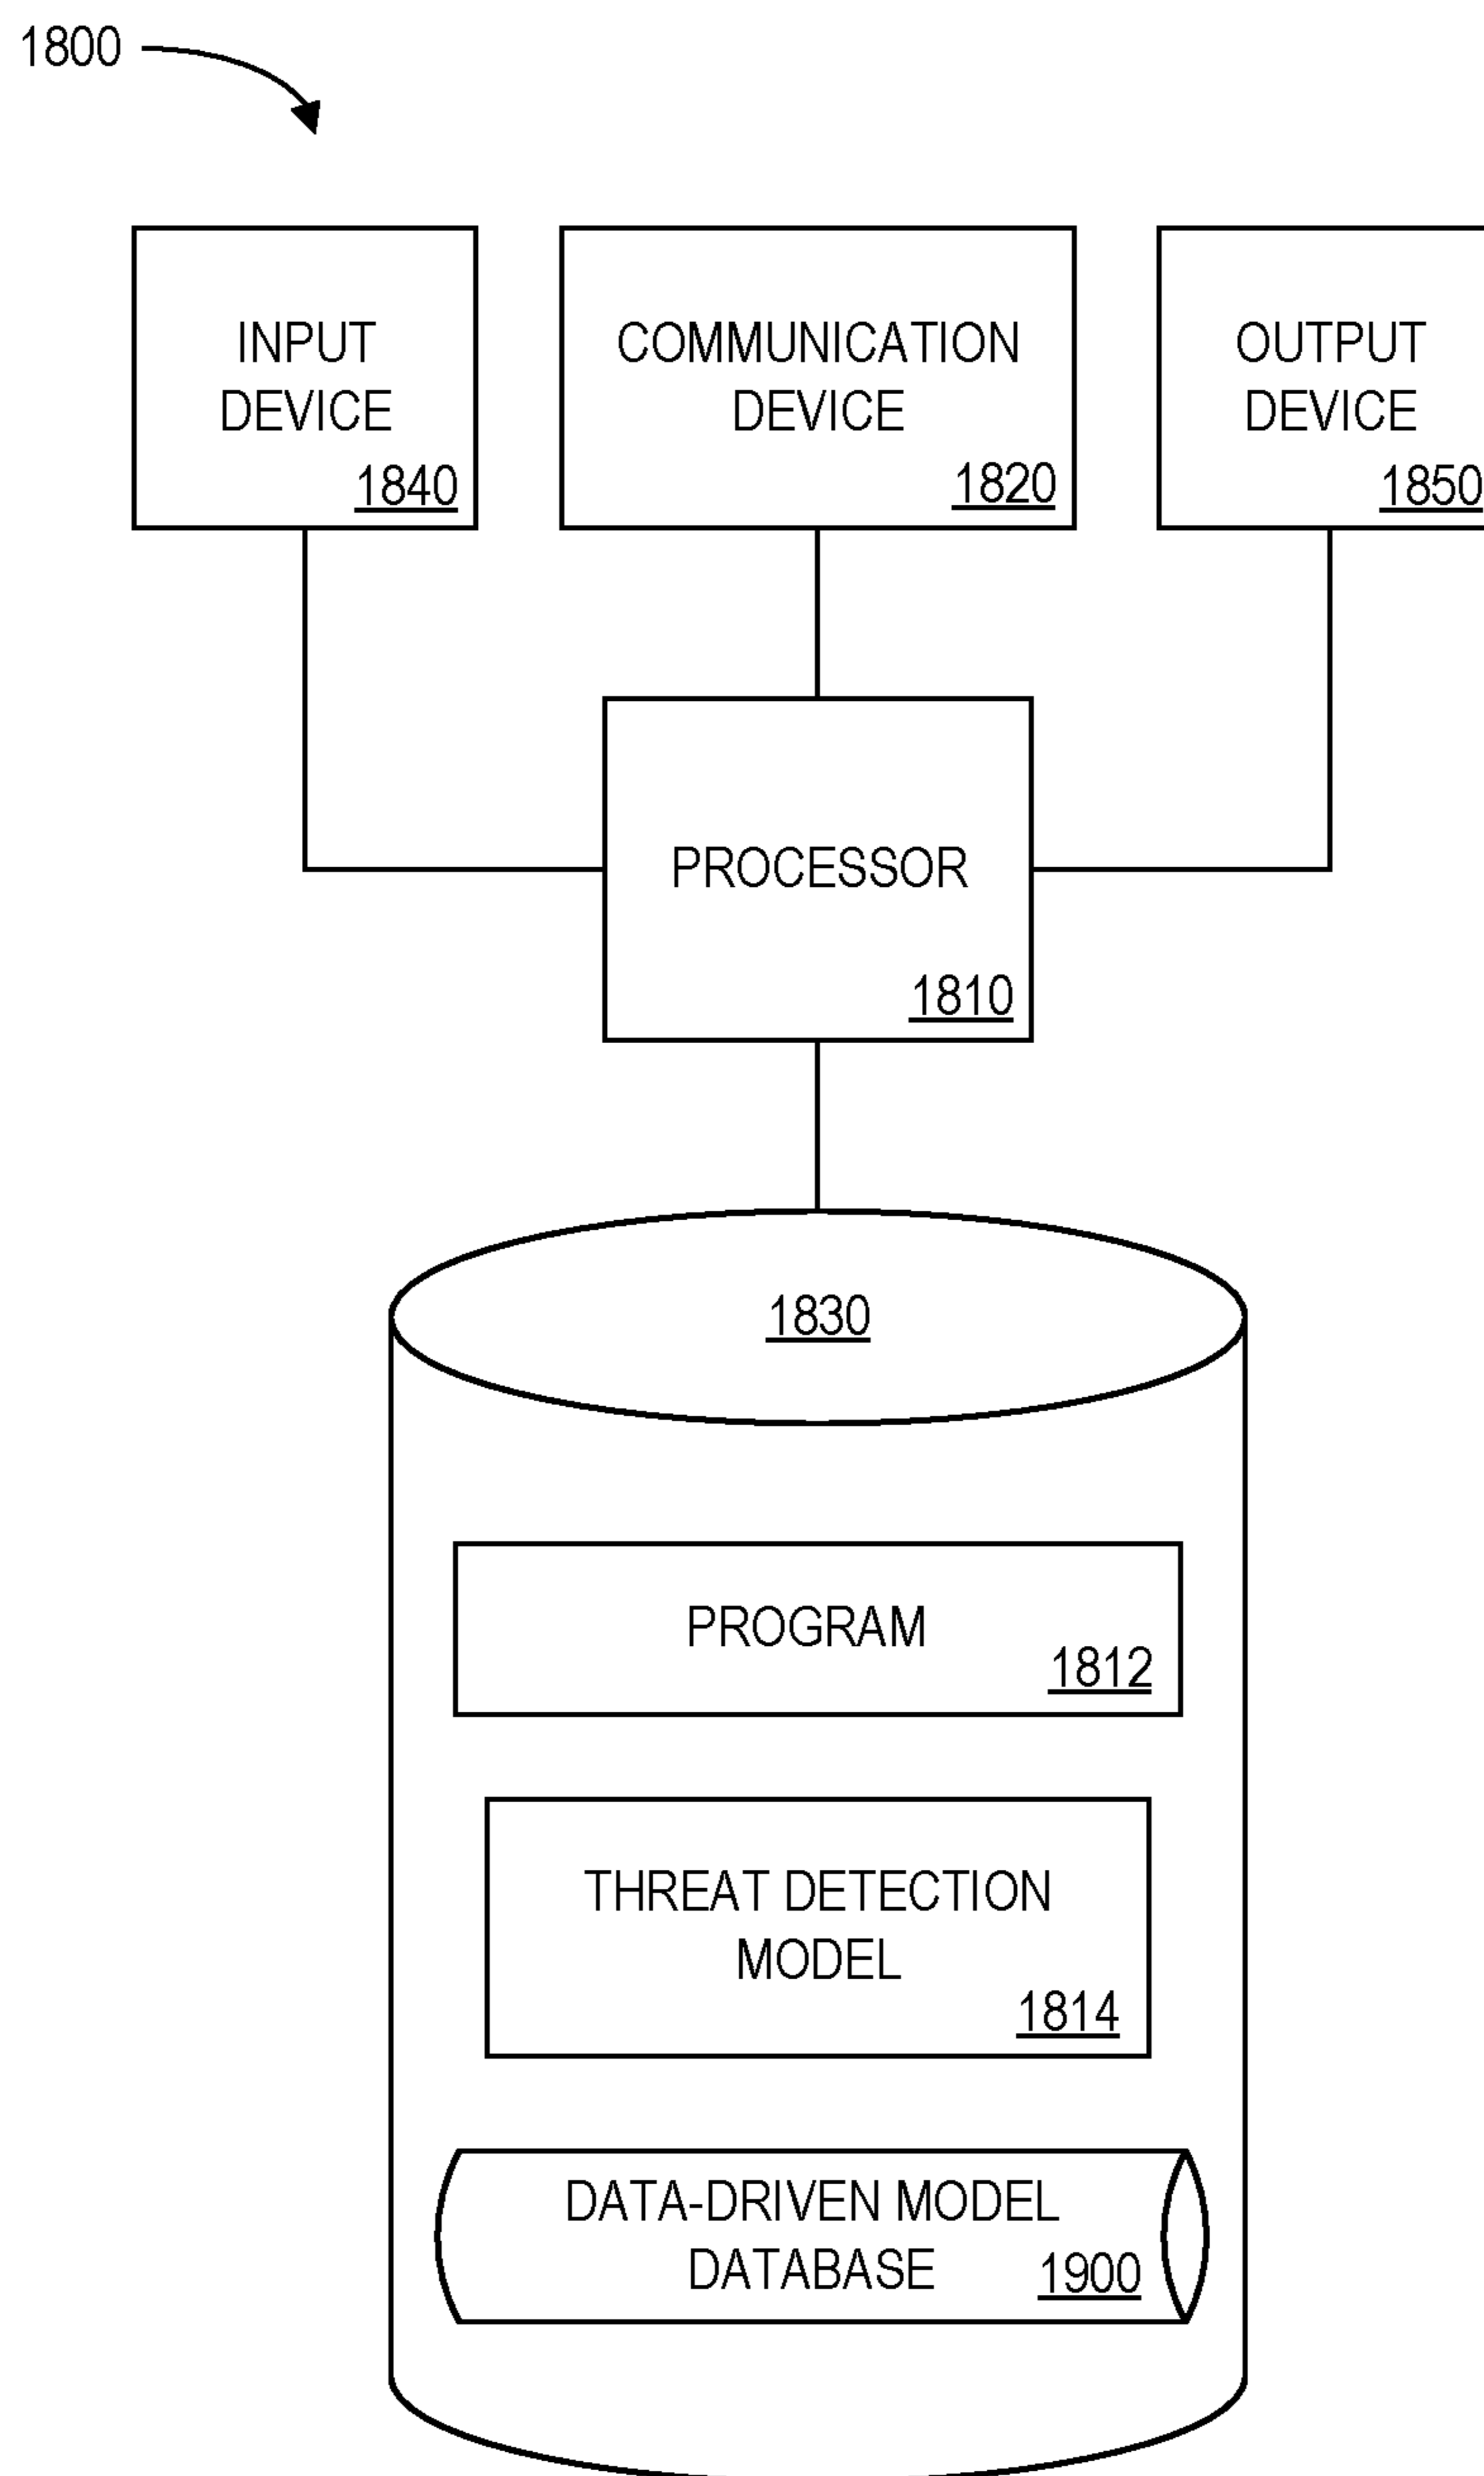 1800
INPUT
DEVICE
1840
COMMUNICATION
DEVICE
1820
OUTPUT
DEVICE
1850
PROCESSOR
1810
1830
PROGRAM
1812
THREAT DETECTION
MODEL
1814
DATA-DRIVEN MODEL
DATABASE
1900